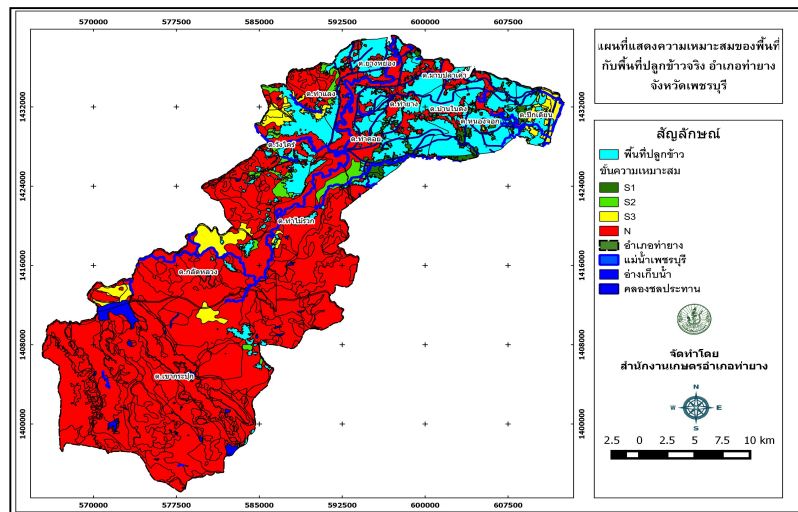 แผนที่แสดงความเหมาะสมของพื้นที่
กับพื้นที่ปลูกข้าวจริง อำเภอท่ายาง
จังหวัดเพชรบุรี
570000 577500 585000 592500 600000 607500
1432000
1424000
1416000
1408000
1400000
1432000
1424000
1416000
1408000
1400000
ต.ยางหย่อง
ต.มาบปลาเค้า
ต.ท่าแลง
ต.ท่ายาง
ต.บ้านในดง
ต.หนองจอก
ต.ปึกเตียน
ต.ท่าคอย
ต.วังไคร้
ต.ท่าไม้รวก
ต.กลัดหลวง
ต.เขากระปุก
570000 577500 585000 592500 600000 607500
สัญลักษณ์
พื้นที่ปลูกข้าว
ชั้นความเหมาะสม
S1
S2
S3
N
อำเภอท่ายาง
แม่น้ำเพชรบุรี
อ่างเก็บน้ำ
คลองชลประทาน
จัดทำโดย
สำนักงานเกษตรอำเภอท่ายาง
N
W E
S
2.5 0 2.5 5 7.5 10 km